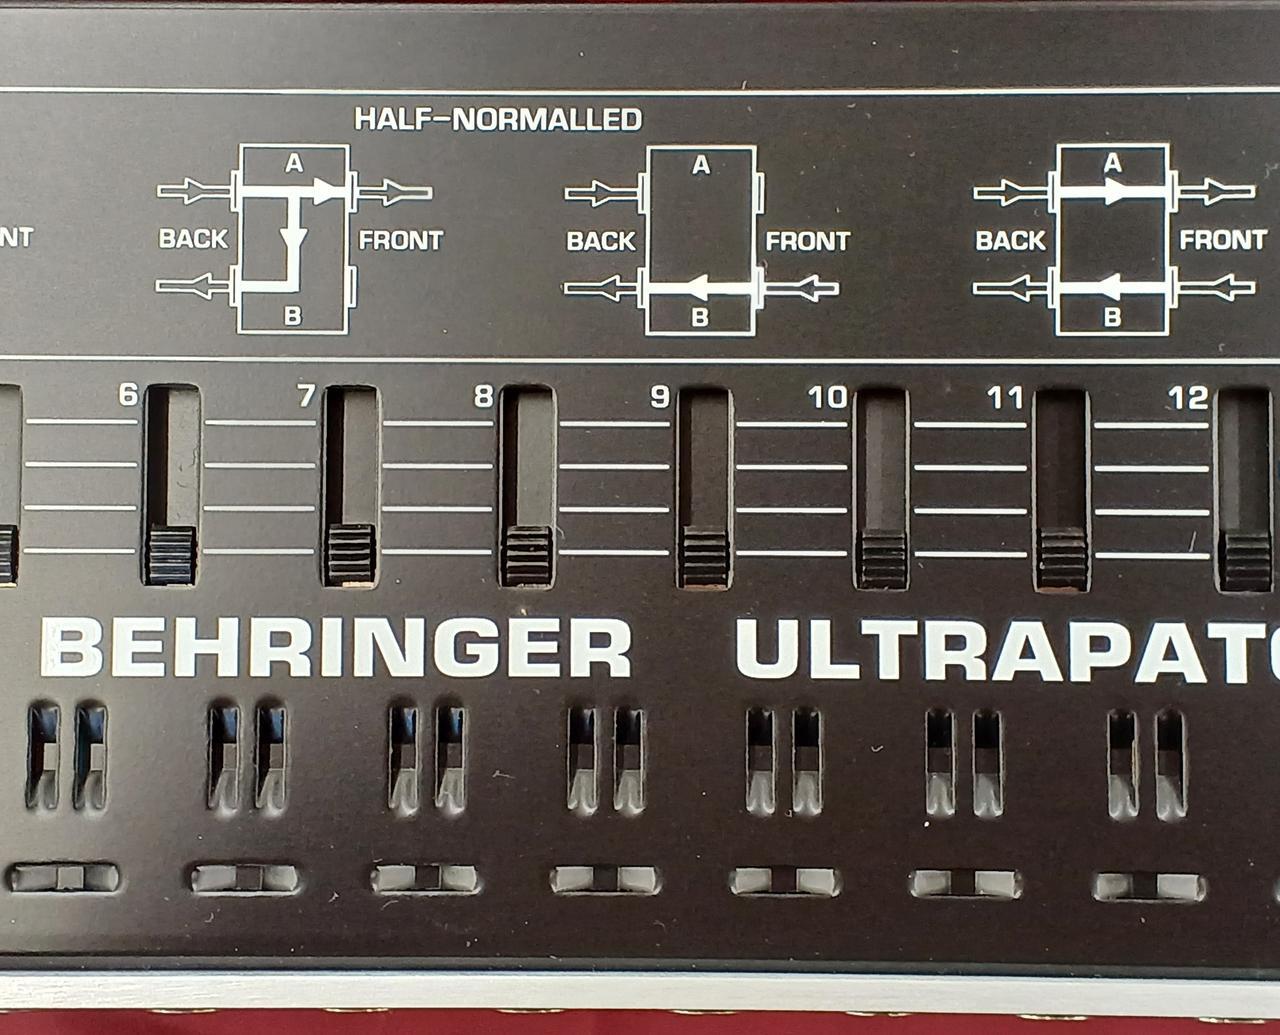 HALF-NORMALLED
A A A
NT BACK FRONT BACK FRONT BACK FRONT
B B B
6 7 8 9 10 11 12
BEHRINGER ULTRAPATC